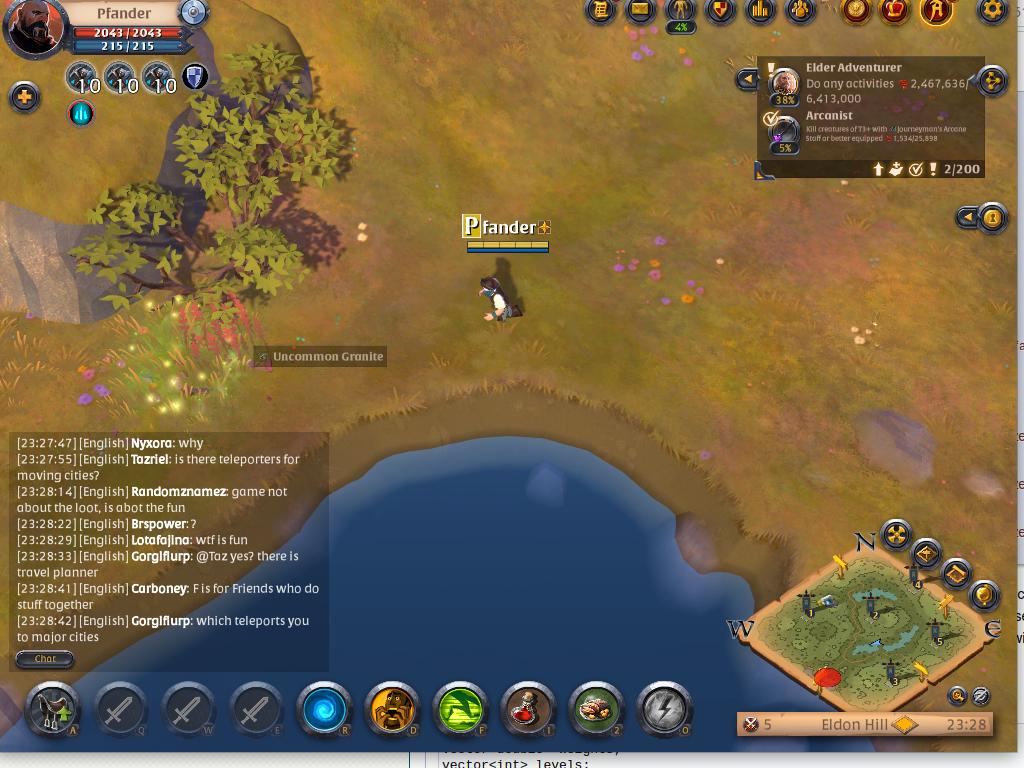 Pfander
2043/2043
215/215
10
10
10
4%
Elder Adventurer
Do any activities 2,467,636/
6,413,000
38%
Arcanist
Kill creatures of T3+ with Journeyman's Arcane
Staff or better equipped 1,534/25,898
5%
2/200
1
Pfander
Uncommon Granite
[23:27:47] [English] Nyxora: why
[23:27:55] [English] Tazriel: is there teleporters for
moving cities?
[23:28:14] [English] Randomznamez: game not
about the loot, is abot the fun
[23:28:22] [English] Brspower: ?
[23:28:29] [English] Lotafajina: wtf is fun
[23:28:33] [English] Gorglflurp: @Taz yes? there is
travel planner
[23:28:41] [English] Carboney: F is for Friends who do
stuff together
[23:28:42] [English] Gorglflurp: which teleports you
to major cities
Chat
N
W
E
1
2
3
4
5
A
Q
W
E
R
D
F
1
2
O
5 Eldon Hill 23:28
vector<int> levels;